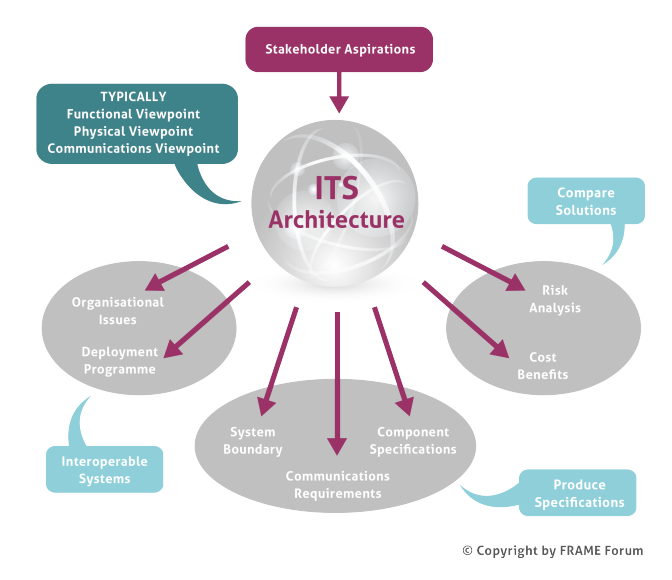 Stakeholder Aspirations
TYPICALLY
Functional Viewpoint
Physical Viewpoint
Communications Viewpoint
ITS
Architecture
Compare
Solutions
Organisational
Issues
Deployment
Programme
Risk
Analysis
Cost
Benefits
System
Boundary
Component
Specifications
Communications
Requirements
Interoperable
Systems
Produce
Specifications
© Copyright by FRAME Forum